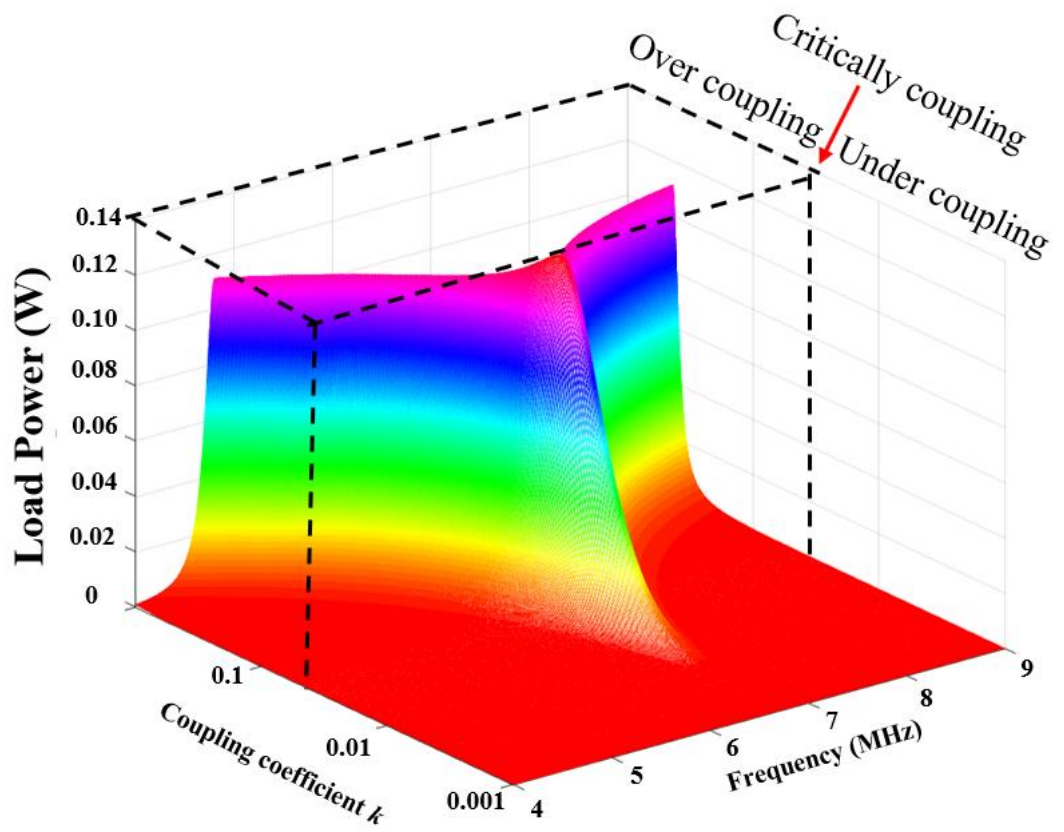 Critically coupling
Over coupling
Under coupling
Load Power (W)
0.14
0.12
0.10
0.08
0.06
0.04
0.02
0
0.1
0.01
0.001
Coupling coefficient k
4
5
6
7
8
9
Frequency (MHz)